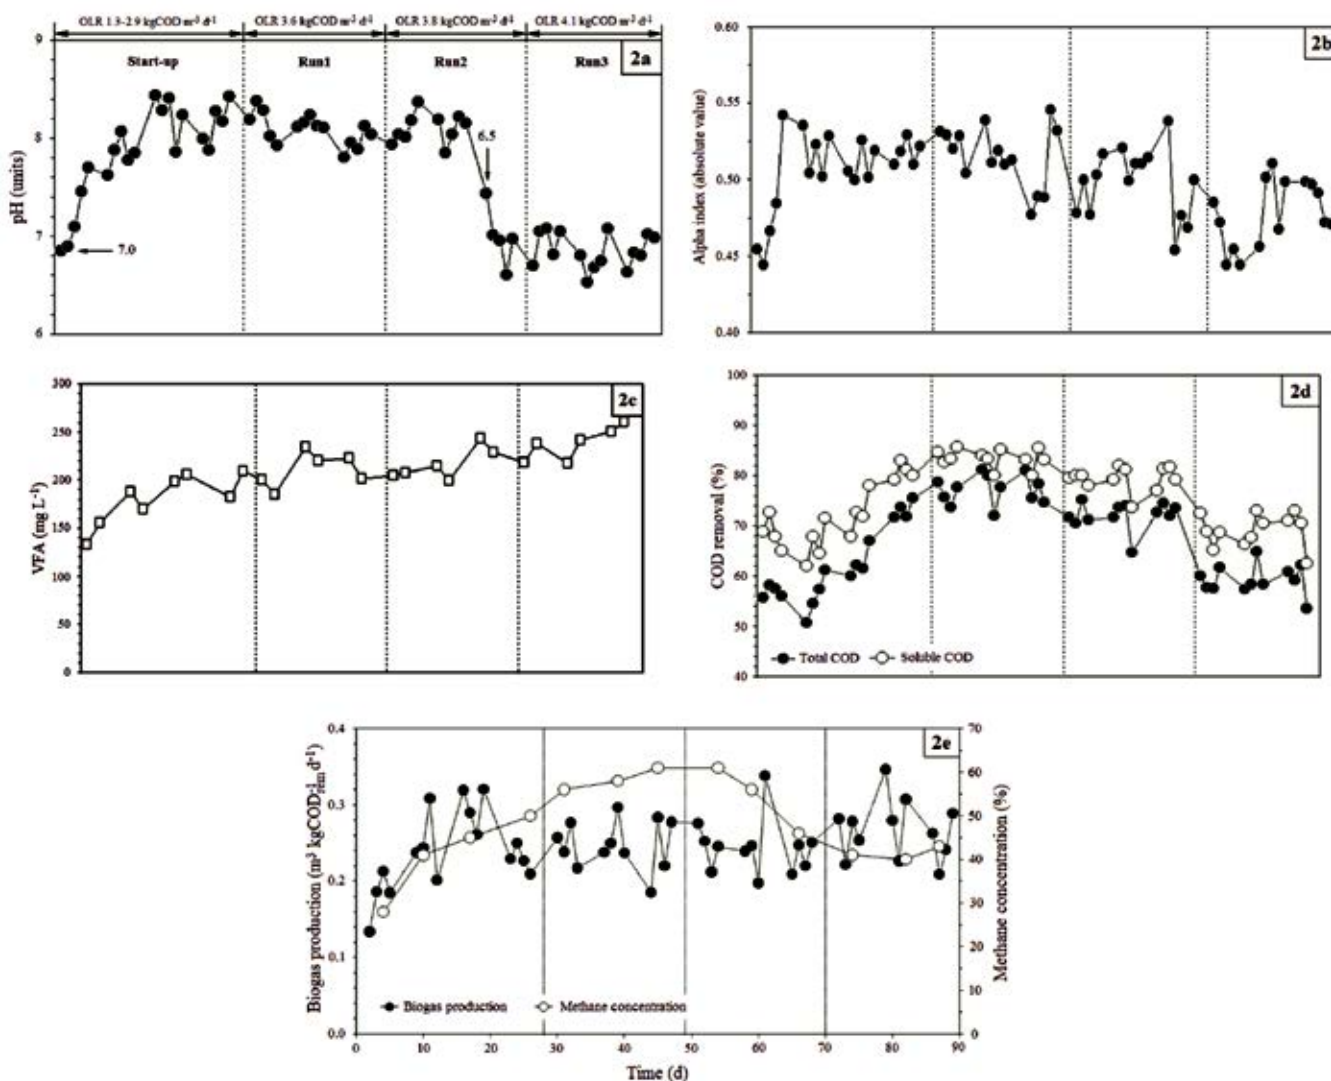 OLR 1.3-2.9 kgCOD m⁻³ d⁻¹ OLR 3.6 kgCOD m⁻³ d⁻¹ OLR 3.8 kgCOD m⁻³ d⁻¹ OLR 4.1 kgCOD m⁻³ d⁻¹
Start-up Run1 Run2 Run3 2a
9
8
7
6
pH (units)
7.0
6.5
2b
0.60
0.55
0.50
0.45
0.40
Alpha index (absolute value)
2c
300
250
200
150
100
50
0
VFA (mg L⁻¹)
2d
100
90
80
70
60
50
40
COD removal (%)
Total COD Soluble COD
2e
0.4
0.3
0.2
0.1
0.0
Biogas production (m³ kgCOD⁻¹rem d⁻¹)
70
60
50
40
30
20
10
0
Methane concentration (%)
Biogas production Methane concentration
0 10 20 30 40 50 60 70 80 90
Time (d)